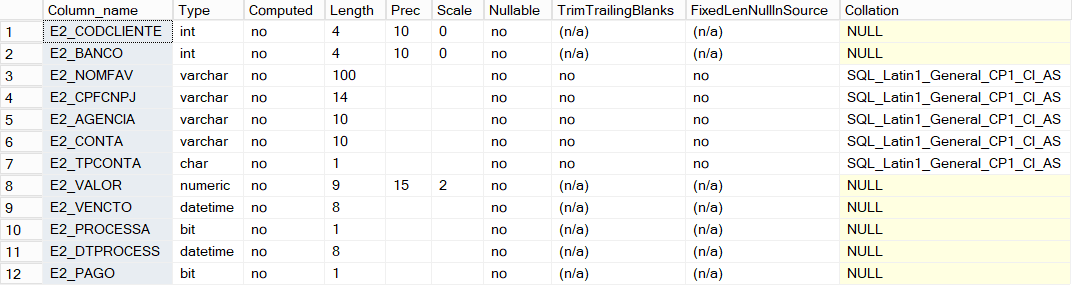 Column_name Type Computed Length Prec Scale Nullable TrimTrailingBlanks FixedLenNullInSource Collation
1 E2_CODCLIENTE int no 4 10 0 no (n/a) (n/a) NULL
2 E2_BANCO int no 4 10 0 no (n/a) (n/a) NULL
3 E2_NOMFAV varchar no 100 no no no SQL_Latin1_General_CP1_CI_AS
4 E2_CPFCNPJ varchar no 14 no no no SQL_Latin1_General_CP1_CI_AS
5 E2_AGENCIA varchar no 10 no no no SQL_Latin1_General_CP1_CI_AS
6 E2_CONTA varchar no 10 no no no SQL_Latin1_General_CP1_CI_AS
7 E2_TPCONTA char no 1 no no no SQL_Latin1_General_CP1_CI_AS
8 E2_VALOR numeric no 9 15 2 no (n/a) (n/a) NULL
9 E2_VENCTO datetime no 8 no (n/a) (n/a) NULL
10 E2_PROCESSA bit no 1 no (n/a) (n/a) NULL
11 E2_DTPROCESS datetime no 8 no (n/a) (n/a) NULL
12 E2_PAGO bit no 1 no (n/a) (n/a) NULL